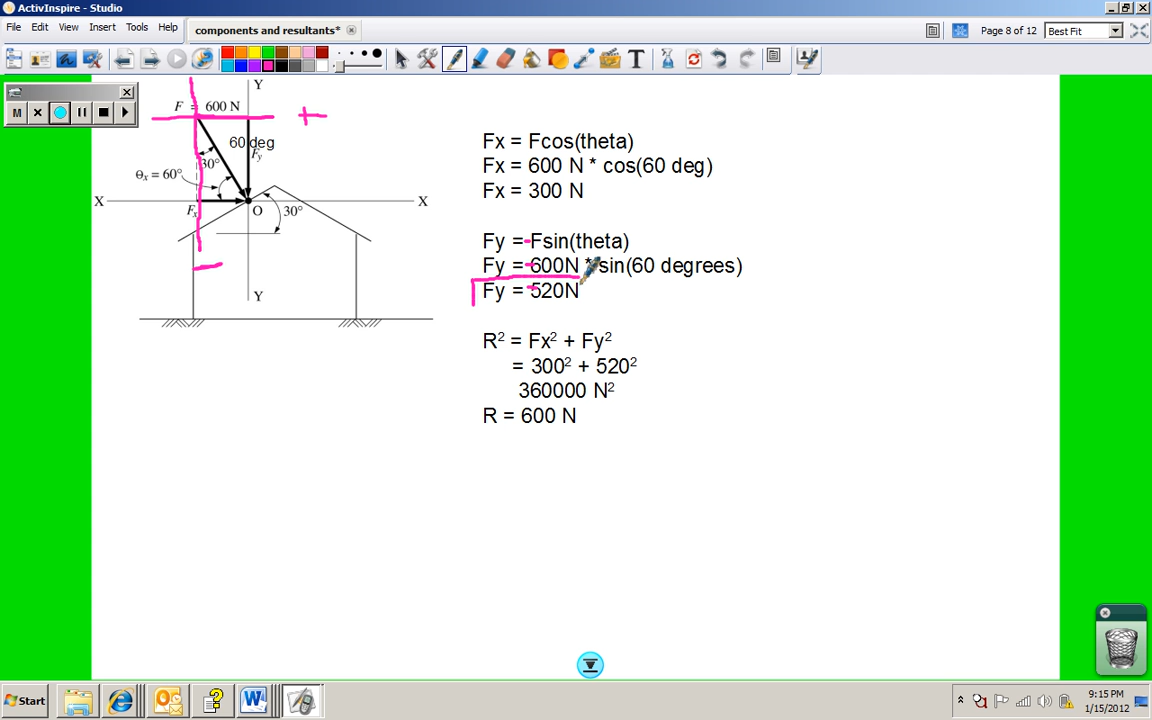 ActivInspire - Studio
File Edit View Insert Tools Help
components and resultants*
Page 8 of 12
Best Fit
M
Y
F = 600 N
+
60 deg
Fy
30°
θx = 60°
X
X
Fx
O
30°
−
Y
Fx = Fcos(theta)
Fx = 600 N * cos(60 deg)
Fx = 300 N
Fy = -Fsin(theta)
Fy = -600N * sin(60 degrees)
Fy = -520N
R² = Fx² + Fy²
= 300² + 520²
360000 N²
R = 600 N
Start
9:15 PM
1/15/2012